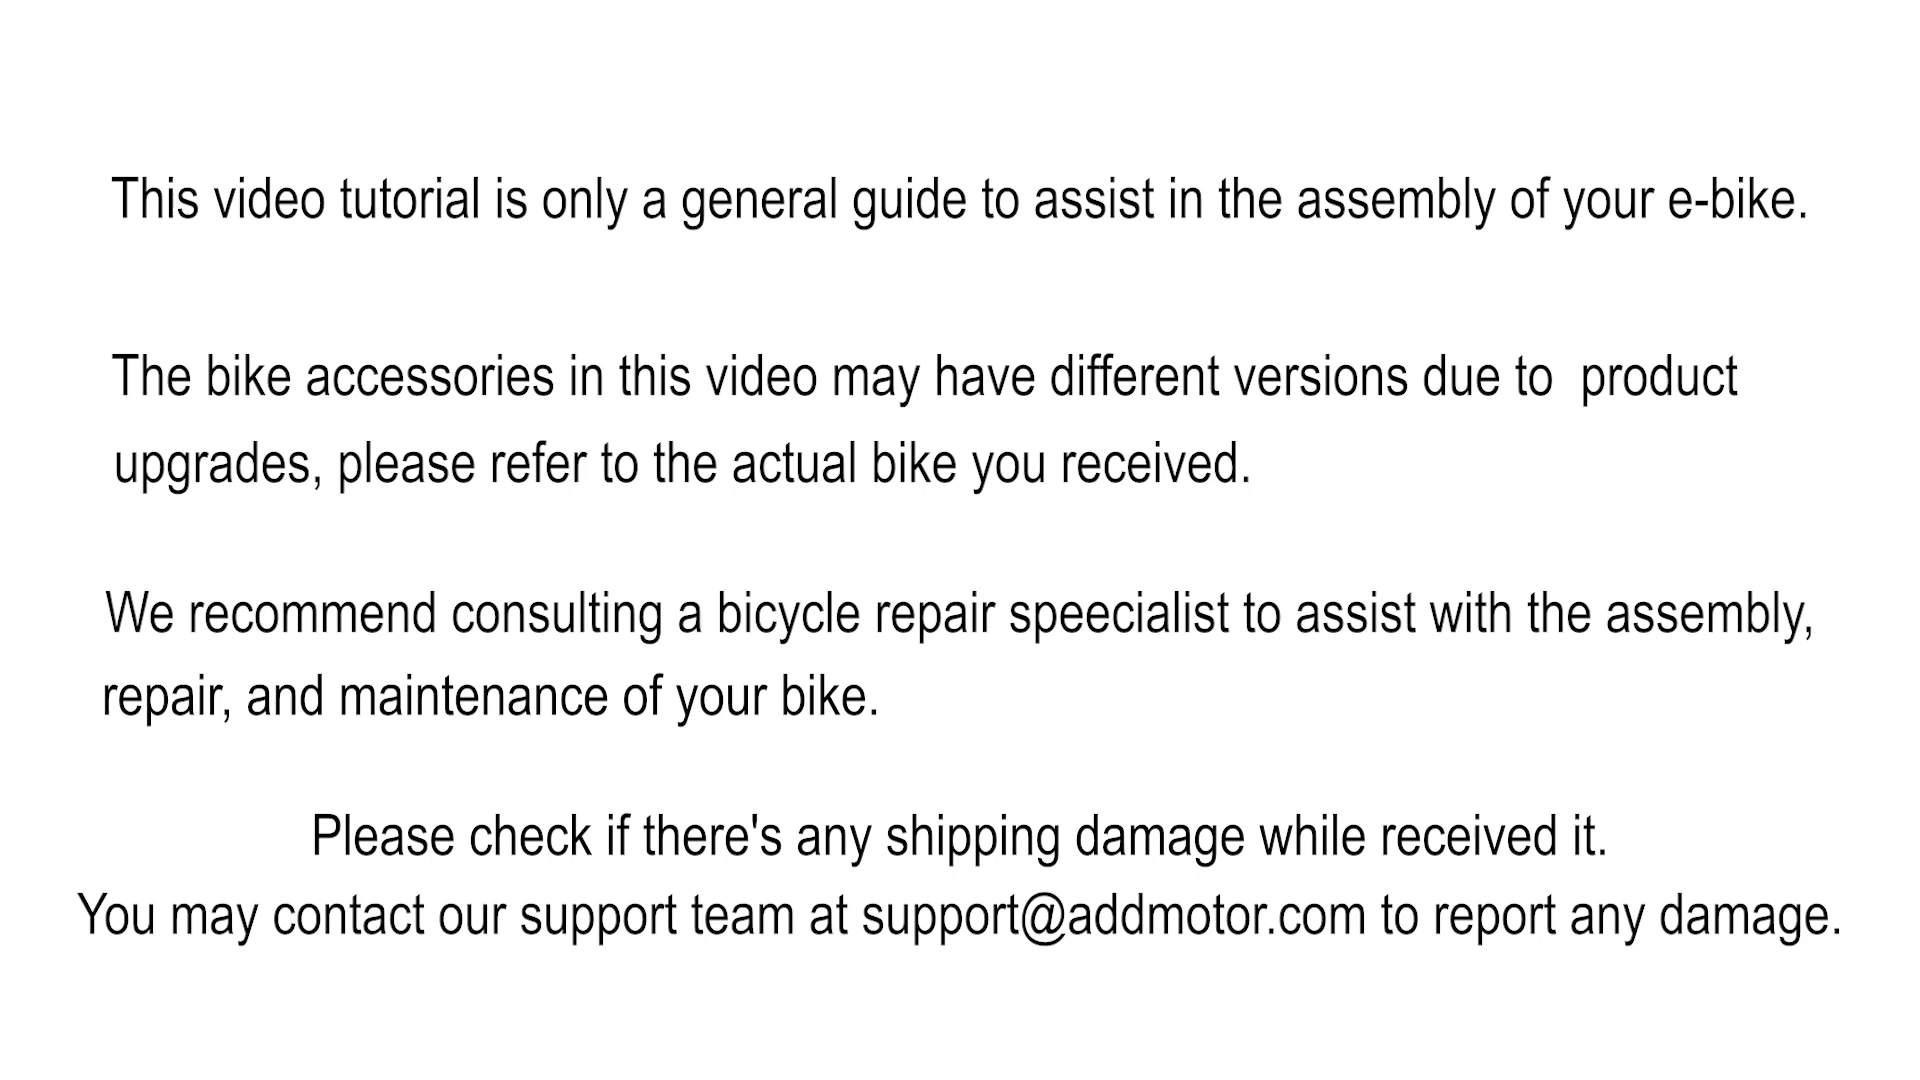 This video tutorial is only a general guide to assist in the assembly of your e-bike.
The bike accessories in this video may have different versions due to  product
upgrades, please refer to the actual bike you received.
We recommend consulting a bicycle repair speecialist to assist with the assembly,
repair, and maintenance of your bike.
Please check if there's any shipping damage while received it.
You may contact our support team at support@addmotor.com to report any damage.